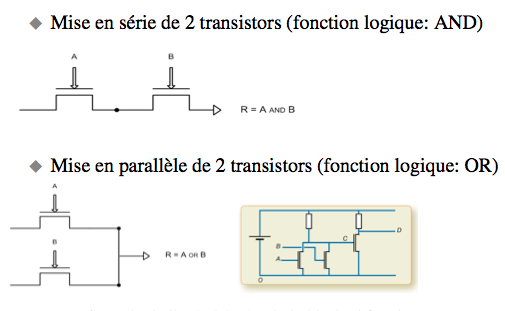 Mise en série de 2 transistors (fonction logique: AND)
A
B
R = A AND B
Mise en parallèle de 2 transistors (fonction logique: OR)
A
B
R = A OR B
B
A
C
D
O